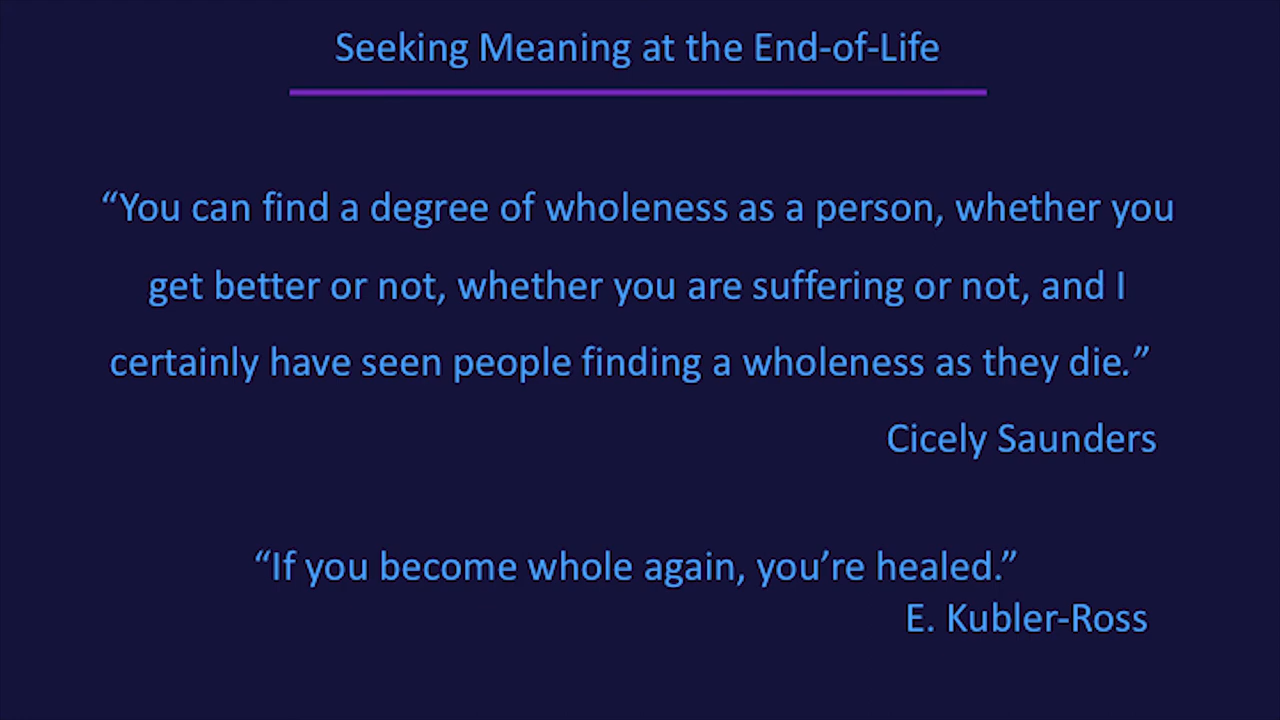 Seeking Meaning at the End-of-Life
“You can find a degree of wholeness as a person, whether you
get better or not, whether you are suffering or not, and I
certainly have seen people finding a wholeness as they die.”
Cicely Saunders
“If you become whole again, you’re healed.”
E. Kubler-Ross